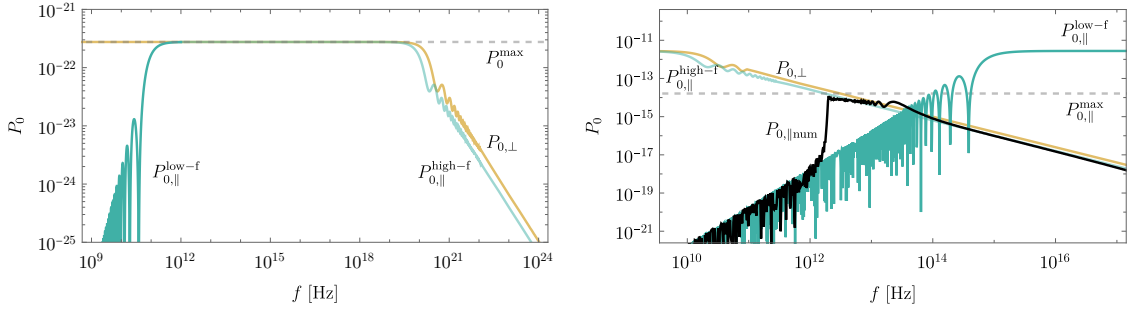 10^{-21}
10^{-22}
10^{-23}
10^{-24}
10^{-25}
P_0
P_0^{max}
P_{0,∥}^{low-f}
P_{0,∥}^{high-f}
P_{0,⊥}
10^9
10^{12}
10^{15}
10^{18}
10^{21}
10^{24}
f [Hz]
10^{-11}
10^{-13}
10^{-15}
10^{-17}
10^{-19}
10^{-21}
P_0
P_{0,∥}^{low-f}
P_{0,∥}^{high-f}
P_{0,⊥}
P_{0,∥}^{max}
P_{0,∥num}
10^{10}
10^{12}
10^{14}
10^{16}
f [Hz]